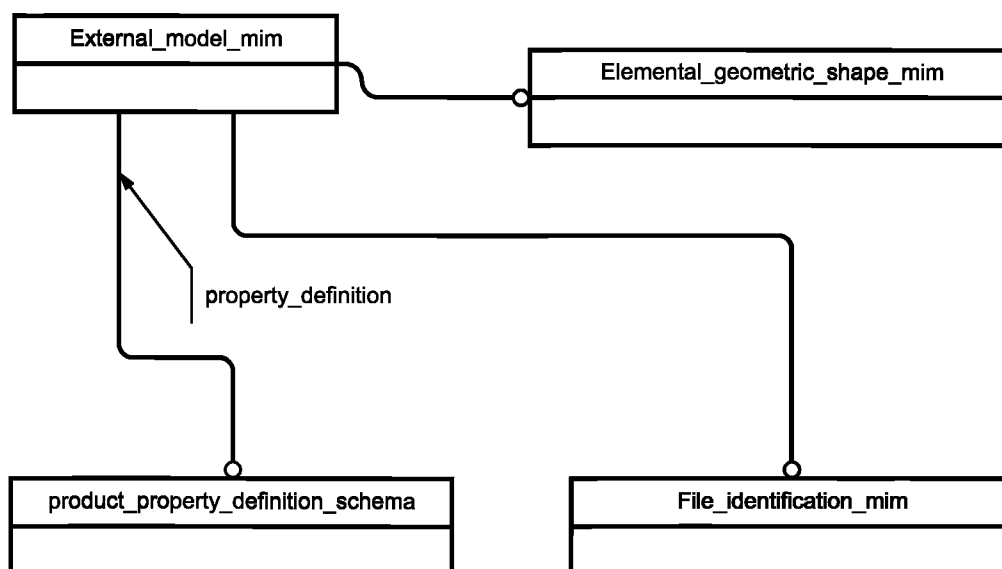 External_model_mim
Elemental_geometric_shape_mim
property_definition
product_property_definition_schema
File_identification_mim